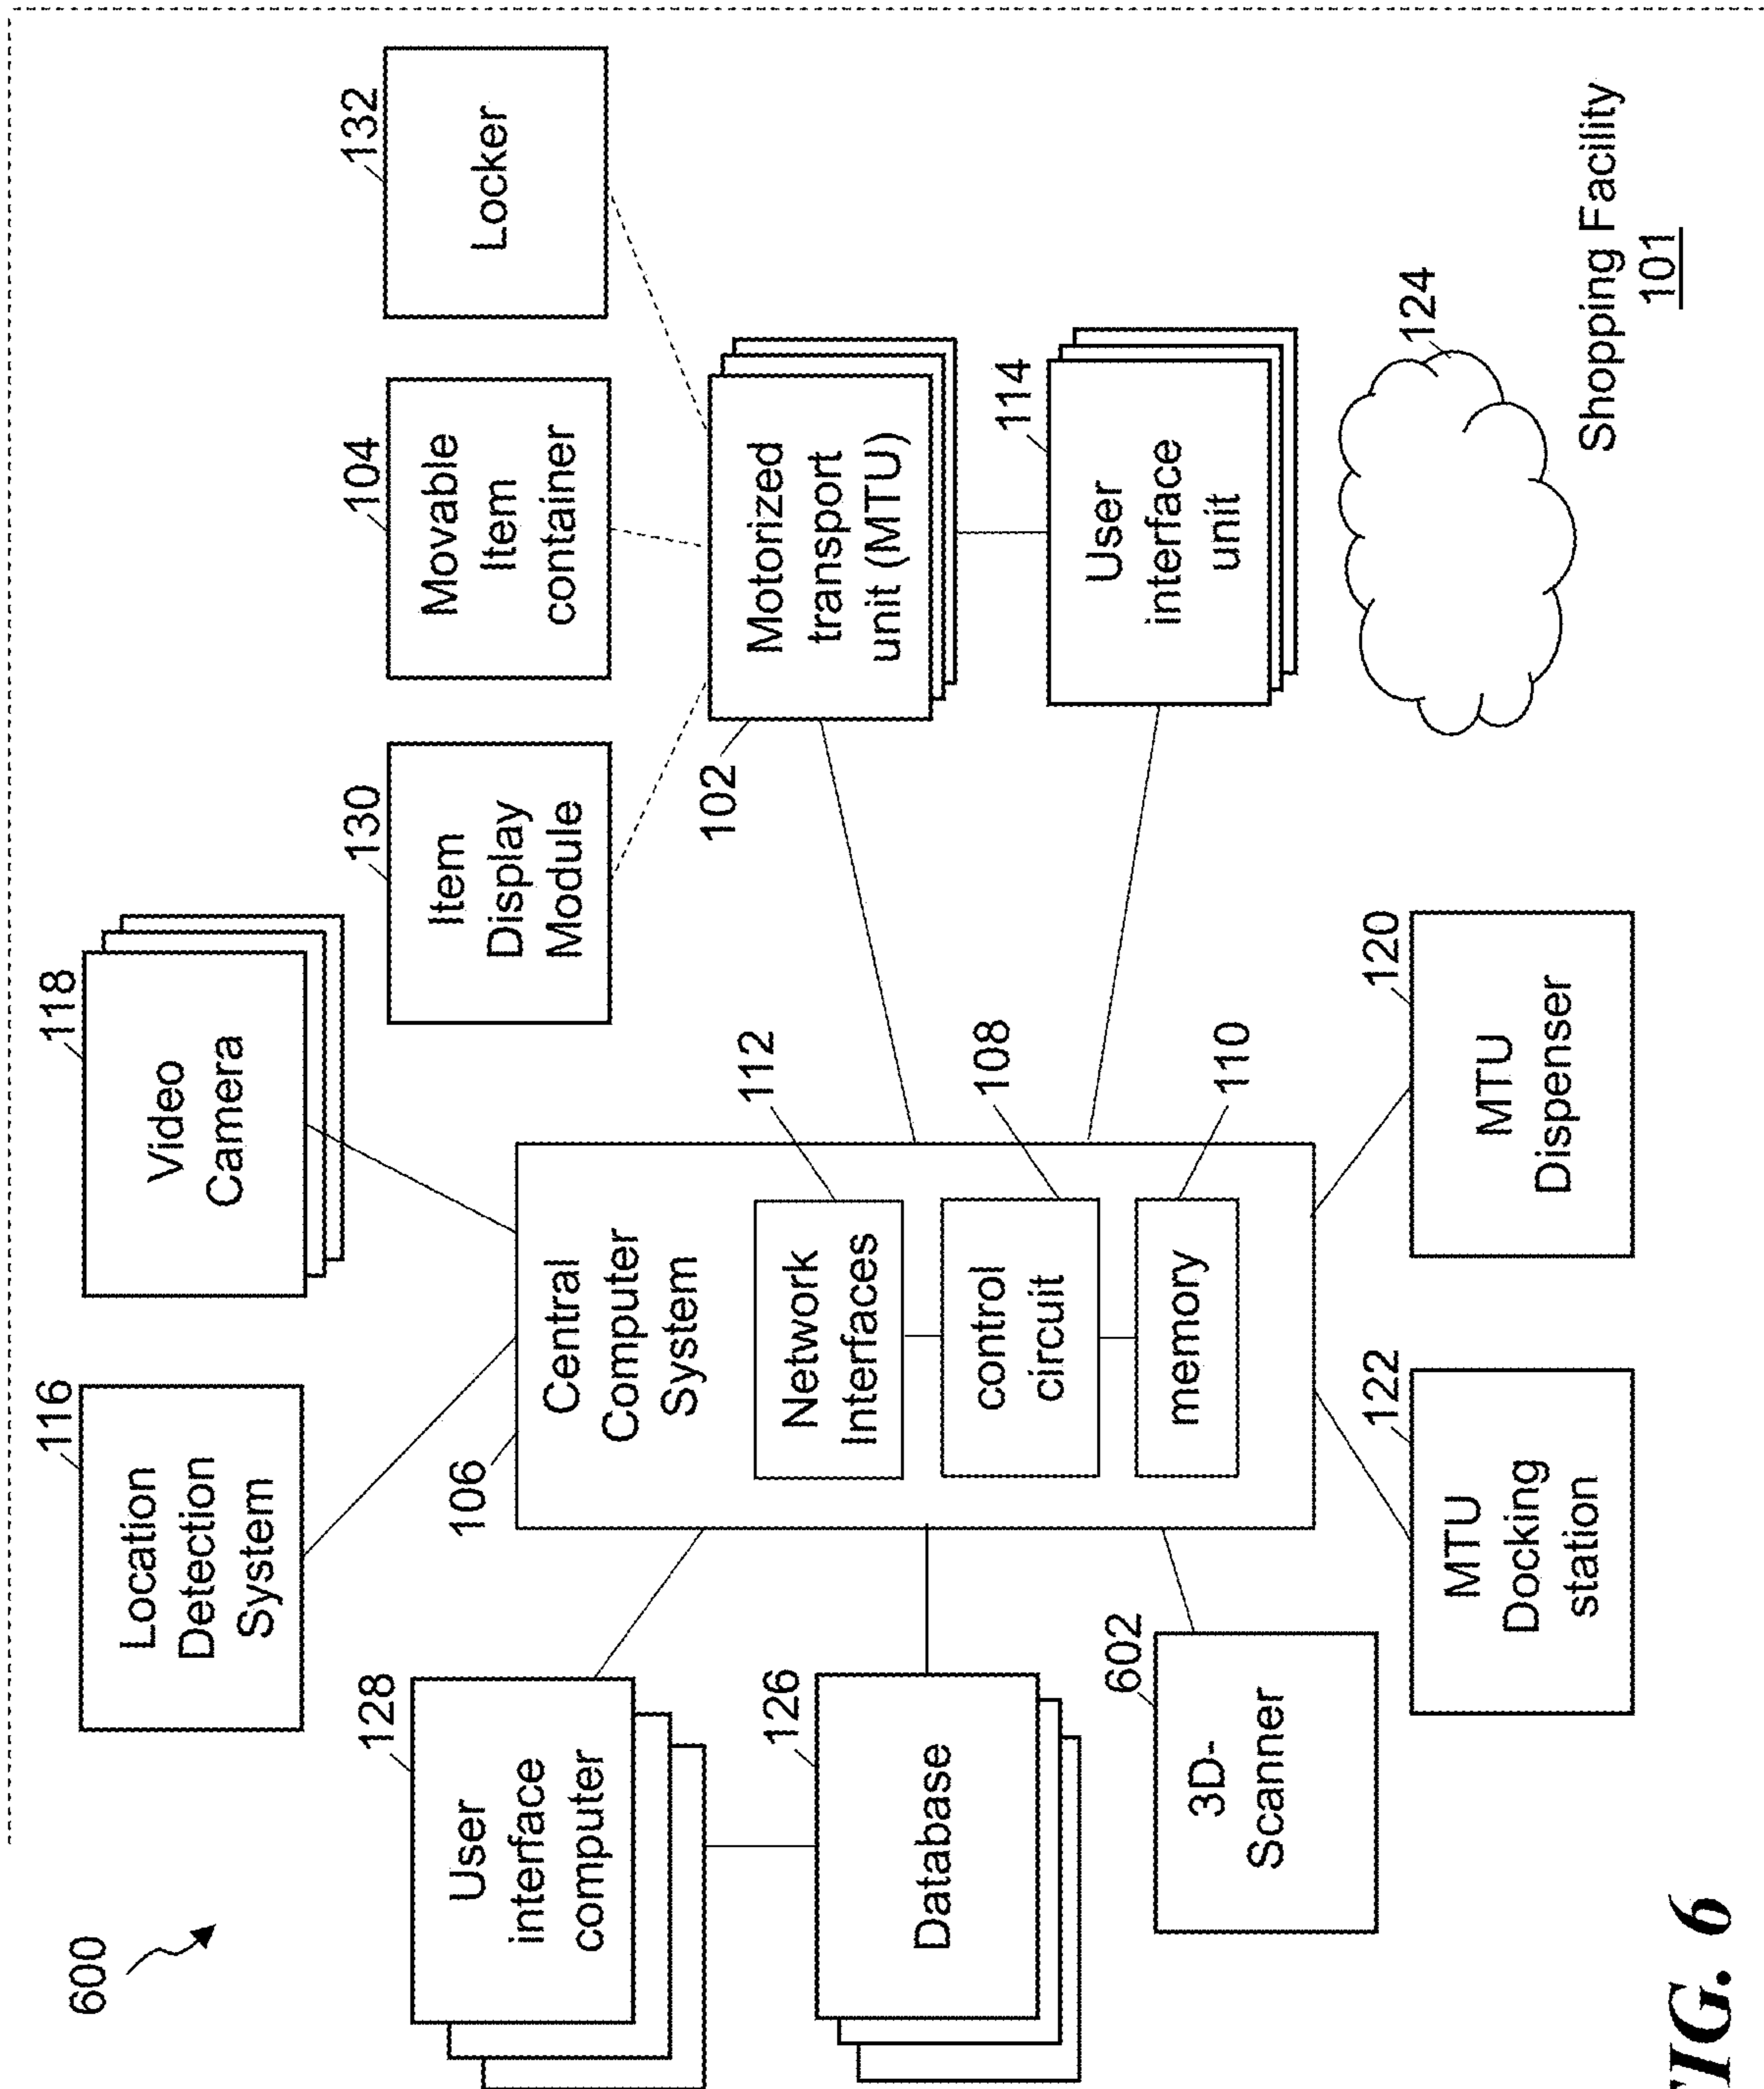 600
116
Location
Detection
System
118
Video
Camera
128
User
interface
computer
106
Central
Computer
System
130
Item
Display
Module
104
Movable
Item
container
132
Locker
126
Database
112
Network
Interfaces
108
control
circuit
110
memory
102
Motorized
transport
unit (MTU)
114
User
interface
unit
602
3D-
Scanner
122
MTU
Docking
station
120
MTU
Dispenser
124
Shopping Facility
101
FIG. 6